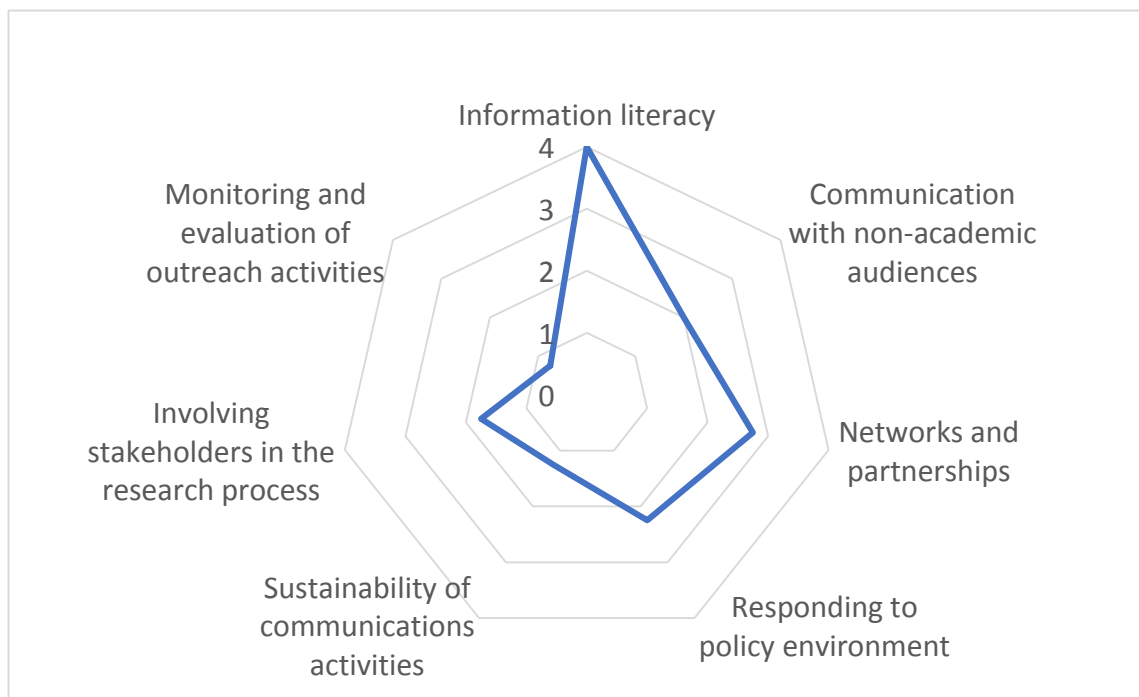 Information literacy
4
3
2
1
0
Communication
with non-academic
audiences
Networks and
partnerships
Responding to
policy environment
Sustainability of
communications
activities
Involving
stakeholders in the
research process
Monitoring and
evaluation of
outreach activities